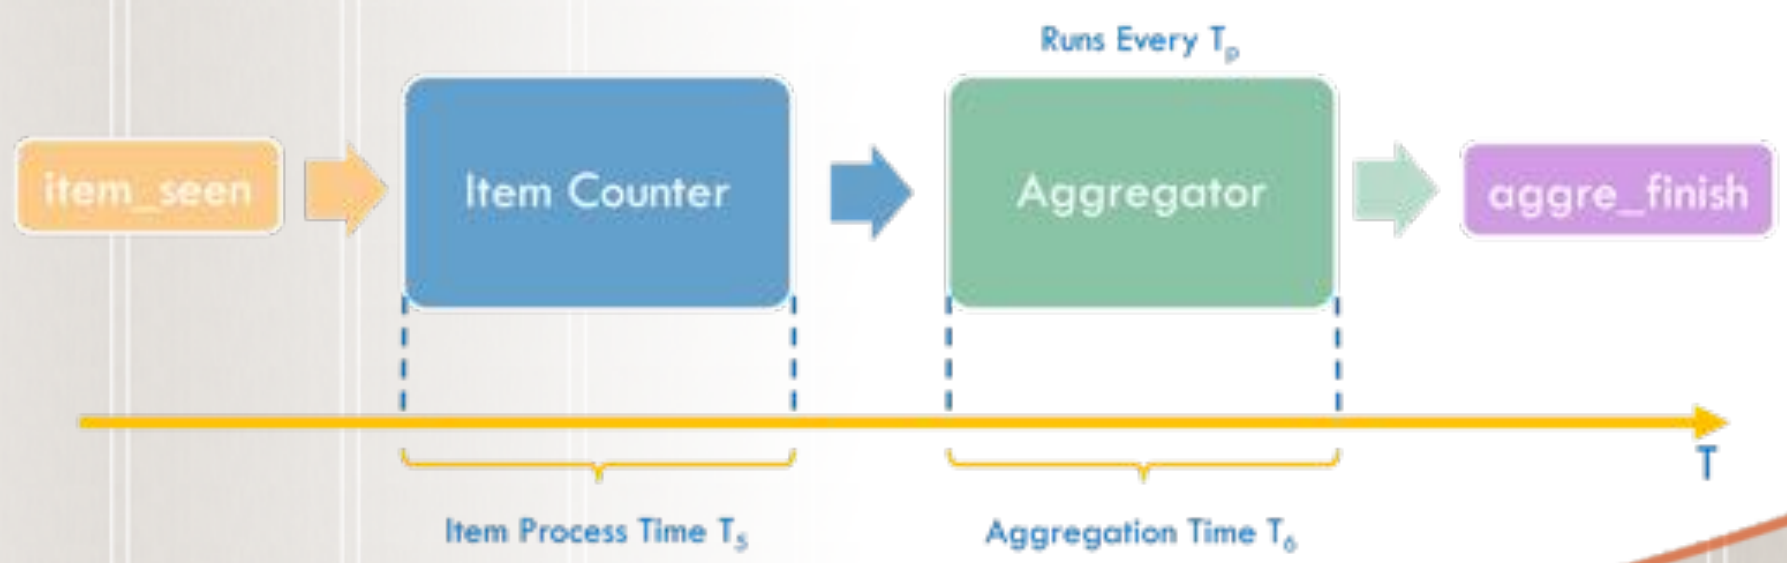 Runs Every Tₚ
item_seen
Item Counter
Aggregator
aggre_finish
T
Item Process Time T₅
Aggregation Time T₆